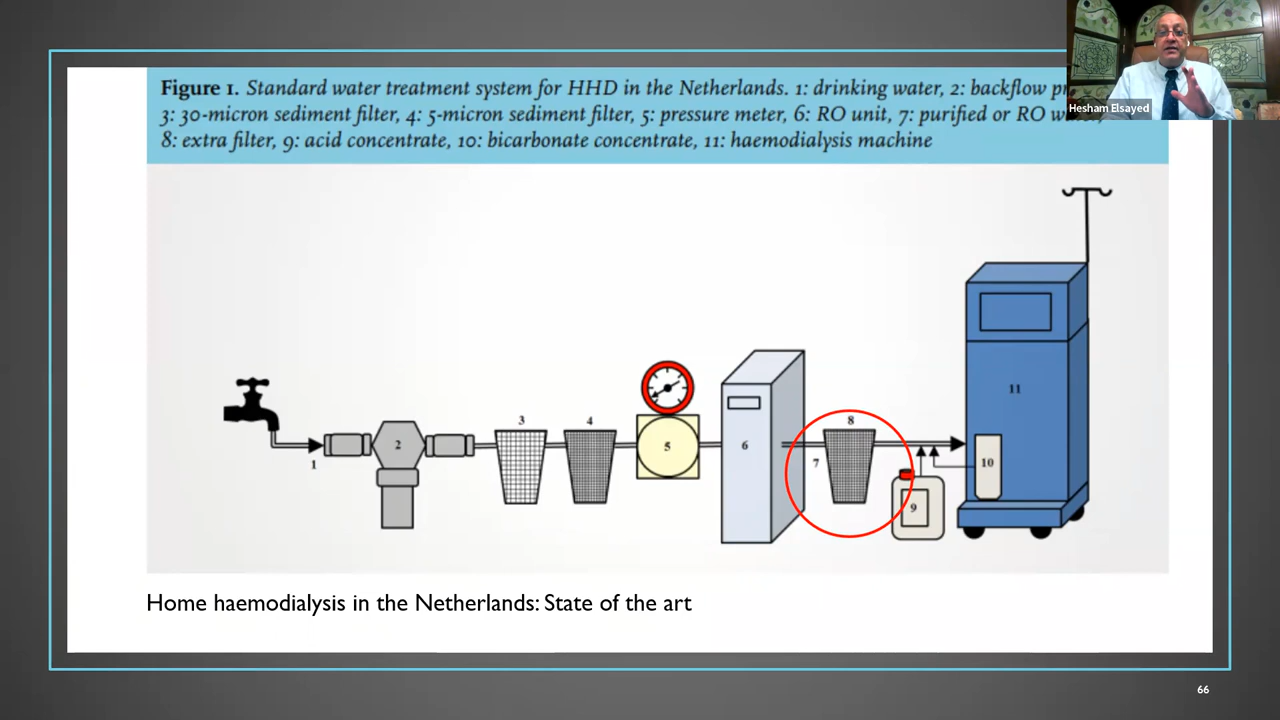 Figure 1. Standard water treatment system for HHD in the Netherlands. 1: drinking water, 2: backflow
3: 30-micron sediment filter, 4: 5-micron sediment filter, 5: pressure meter, 6: RO unit, 7: purified or RO
8: extra filter, 9: acid concentrate, 10: bicarbonate concentrate, 11: haemodialysis machine
Hesham Elsayed
1
2
3
4
5
6
7
8
9
10
11
Home haemodialysis in the Netherlands: State of the art
66